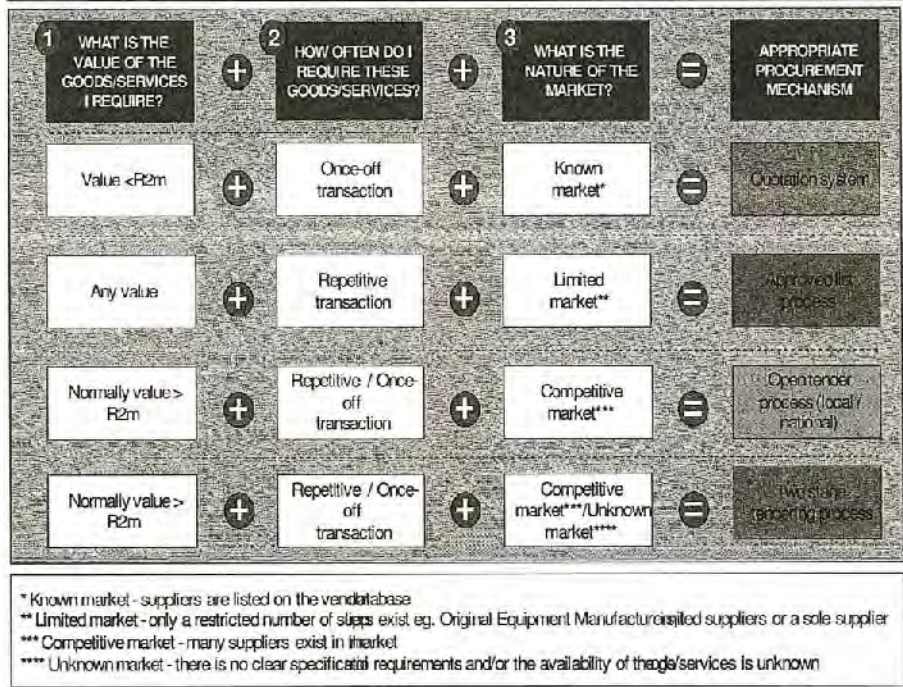 1
WHAT IS THE
VALUE OF THE
GOODS/SERVICES
I REQUIRE?
+
2
HOW OFTEN DO I
REQUIRE THESE
GOODS/SERVICES?
+
3
WHAT IS THE
NATURE OF THE
MARKET?
=
APPROPRIATE
PROCUREMENT
MECHANISM
Value <R2m
+
Once-off
transaction
+
Known
market*
=
Quotation system
Any value
+
Repetitive
transaction
+
Limited
market**
=
Approved list
process
Normally value >
R2m
+
Repetitive / Once-
off
transaction
+
Competitive
market***
=
Open tender
process (local /
national)
Normally value >
R2m
+
Repetitive / Once-
off
transaction
+
Competitive
market***/Unknown
market****
=
Two stage
tendering process
* Known market - suppliers are listed on the vendatabase
** Limited market - only a restricted number of exist eg. Original Equipment suppliers or a sole supplier
*** Competitive market - many suppliers exist in market
**** Unknown market - there is no clear requirements and/or the availability of is unknown